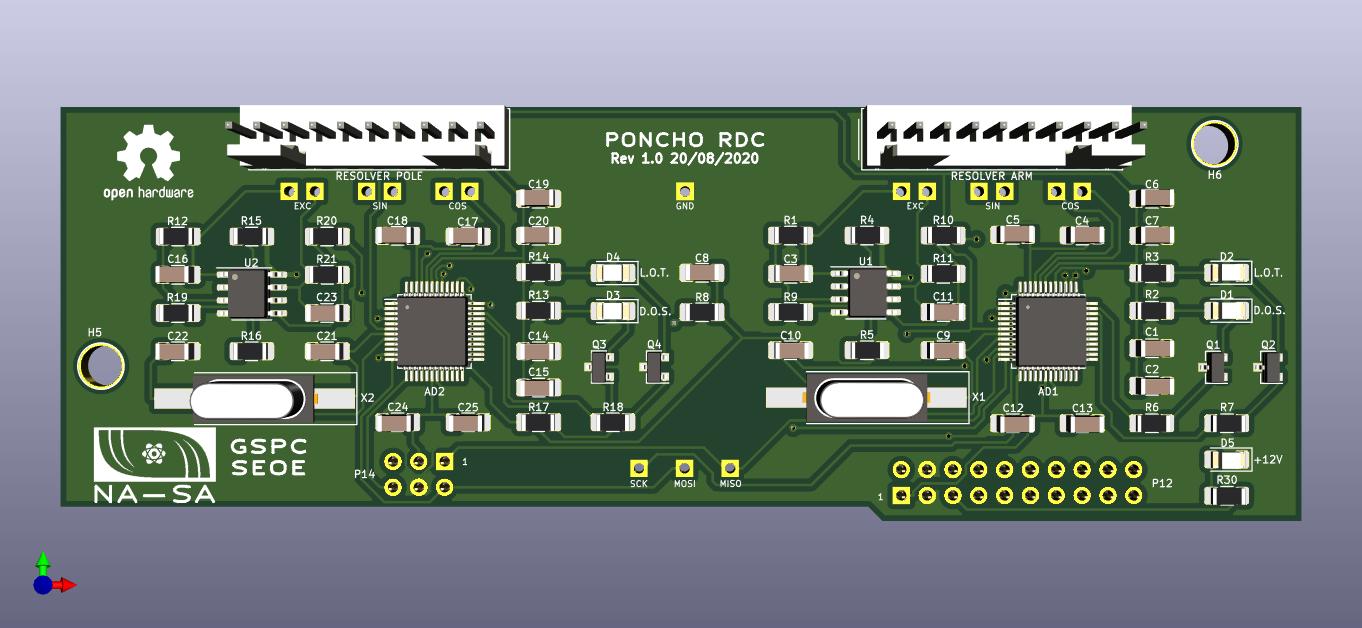 PONCHO RDC
Rev 1.0 20/08/2020
open hardware
RESOLVER POLE
RESOLVER ARM
H6
EXC
SIN
COS
GND
EXC
SIN
COS
C19
C6
R12
R15
R20
C18
C17
C20
R1
R4
R10
C5
C4
C7
C16
U2
R21
R14
D4
L.O.T.
C8
C3
U1
R11
R3
D2
L.O.T.
R19
C23
R13
D3
D.O.S.
R8
R9
C11
R2
D1
D.O.S.
H5
C22
R16
C21
C14
Q3
Q4
C10
R5
C9
C1
Q1
Q2
AD2
C15
AD1
C2
X2
X1
C24
C25
R17
R18
C12
C13
R6
R7
GSPC
SEOE
NA-SA
P14
1
SCK
MOSI
MISO
1
P12
D5
+12V
R30